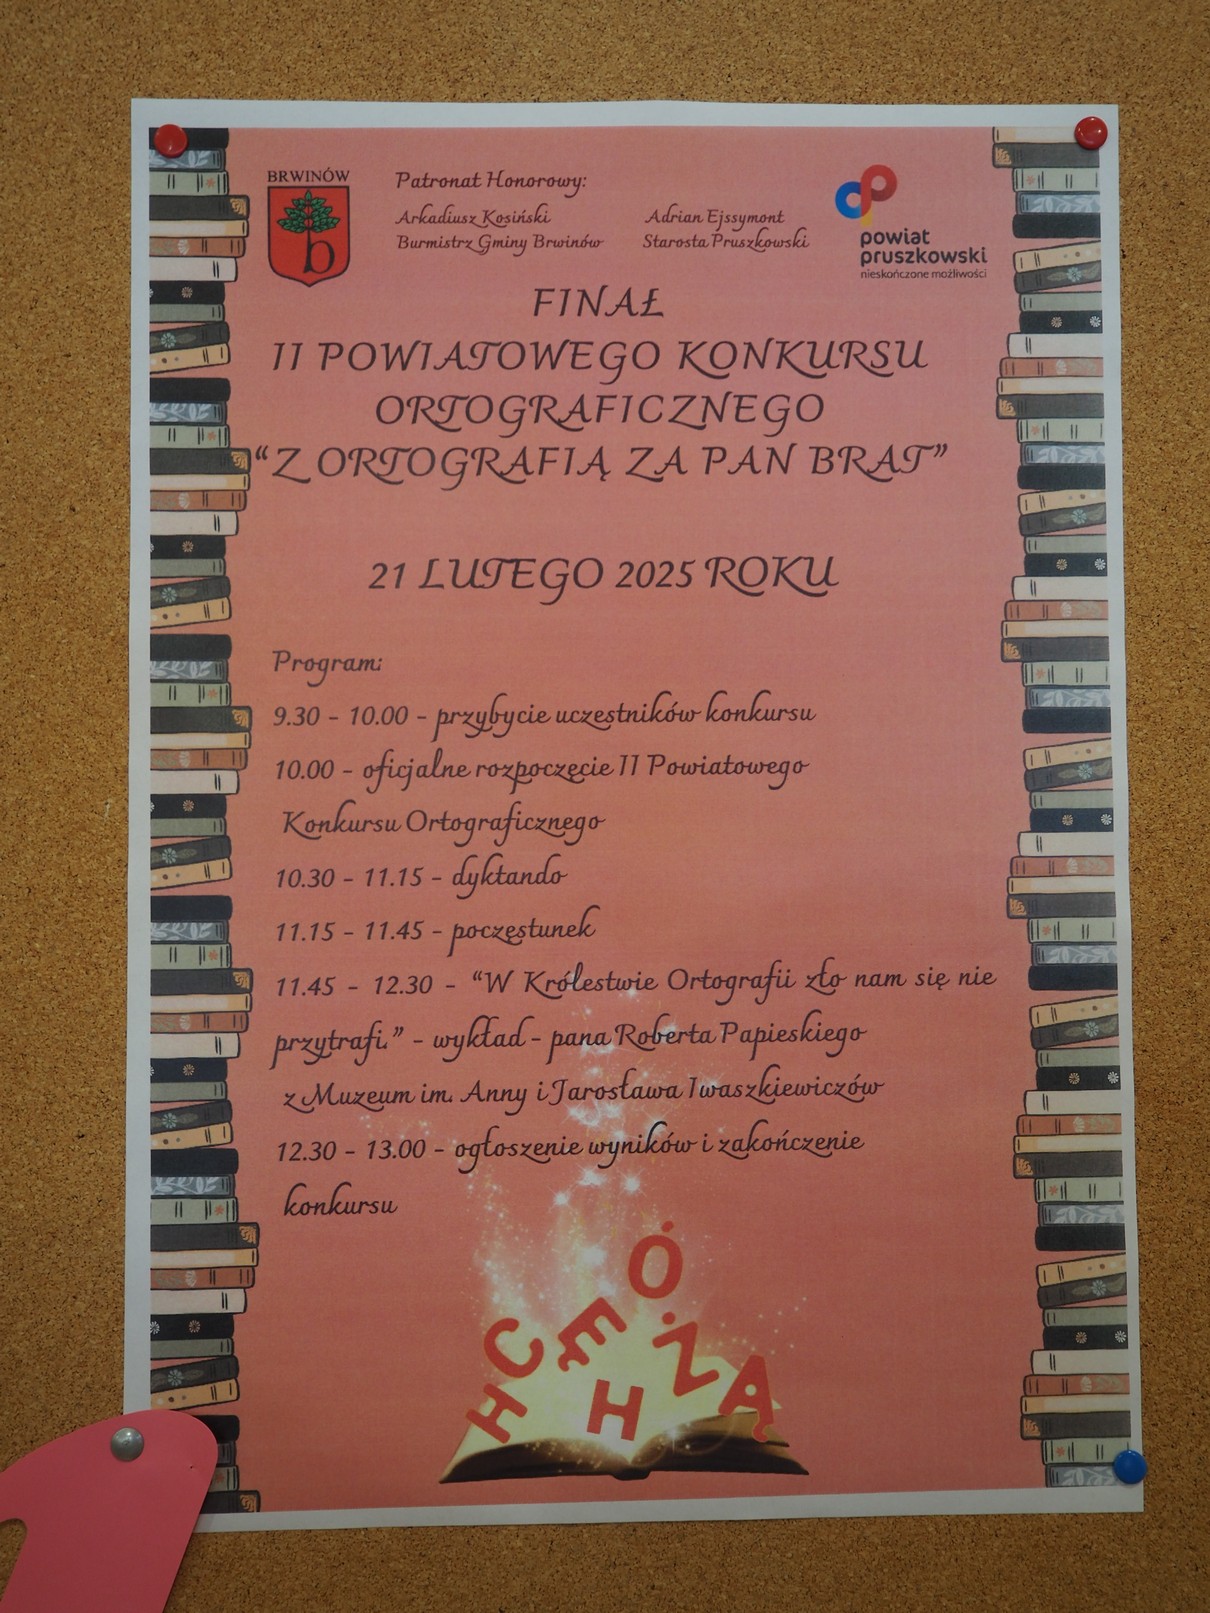 BRWINÓW
b
Patronat Honorowy:
Arkadiusz Kosiński
Burmistrz Gminy Brwinów
Adrian Ejssymont
Starosta Pruszkowski
powiat
pruszkowski
nieskończone możliwości
FINAŁ
II POWIATOWEGO KONKURSU
ORTOGRAFICZNEGO
“Z ORTOGRAFIĄ ZA PAN BRAT”
21 LUTEGO 2025 ROKU
Program:
9.30 - 10.00 - przybycie uczestników konkursu
10.00 - oficjalne rozpoczęcie II Powiatowego
Konkursu Ortograficznego
10.30 - 11.15 - dyktando
11.15 - 11.45 - poczęstunek
11.45 - 12.30 - “W Królestwie Ortografii zło nam się nie
przytrafi.” - wykład - pana Roberta Papieskiego
z Muzeum im. Anny i Jarosława Iwaszkiewiczów
12.30 - 13.00 - ogłoszenie wyników i zakończenie
konkursu
Ó
C Ę Ż
H H Ą